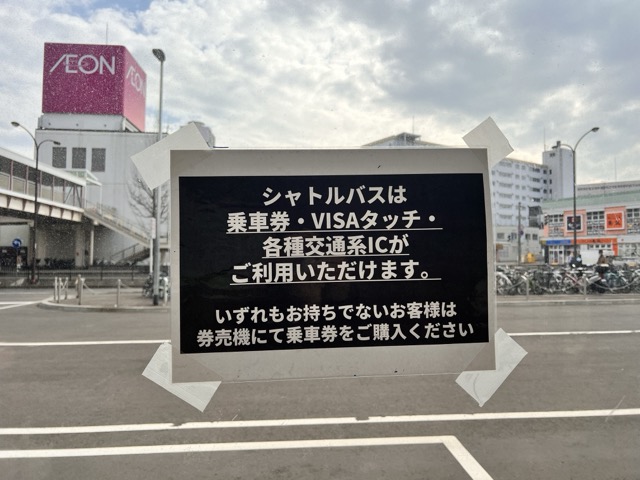 ÆON
ÆON
シャトルバスは
乗車券・VISAタッチ・
各種交通系ICが
ご利用いただけます。
いずれもお持ちでないお客様は
券売機にて乗車券をご購入ください